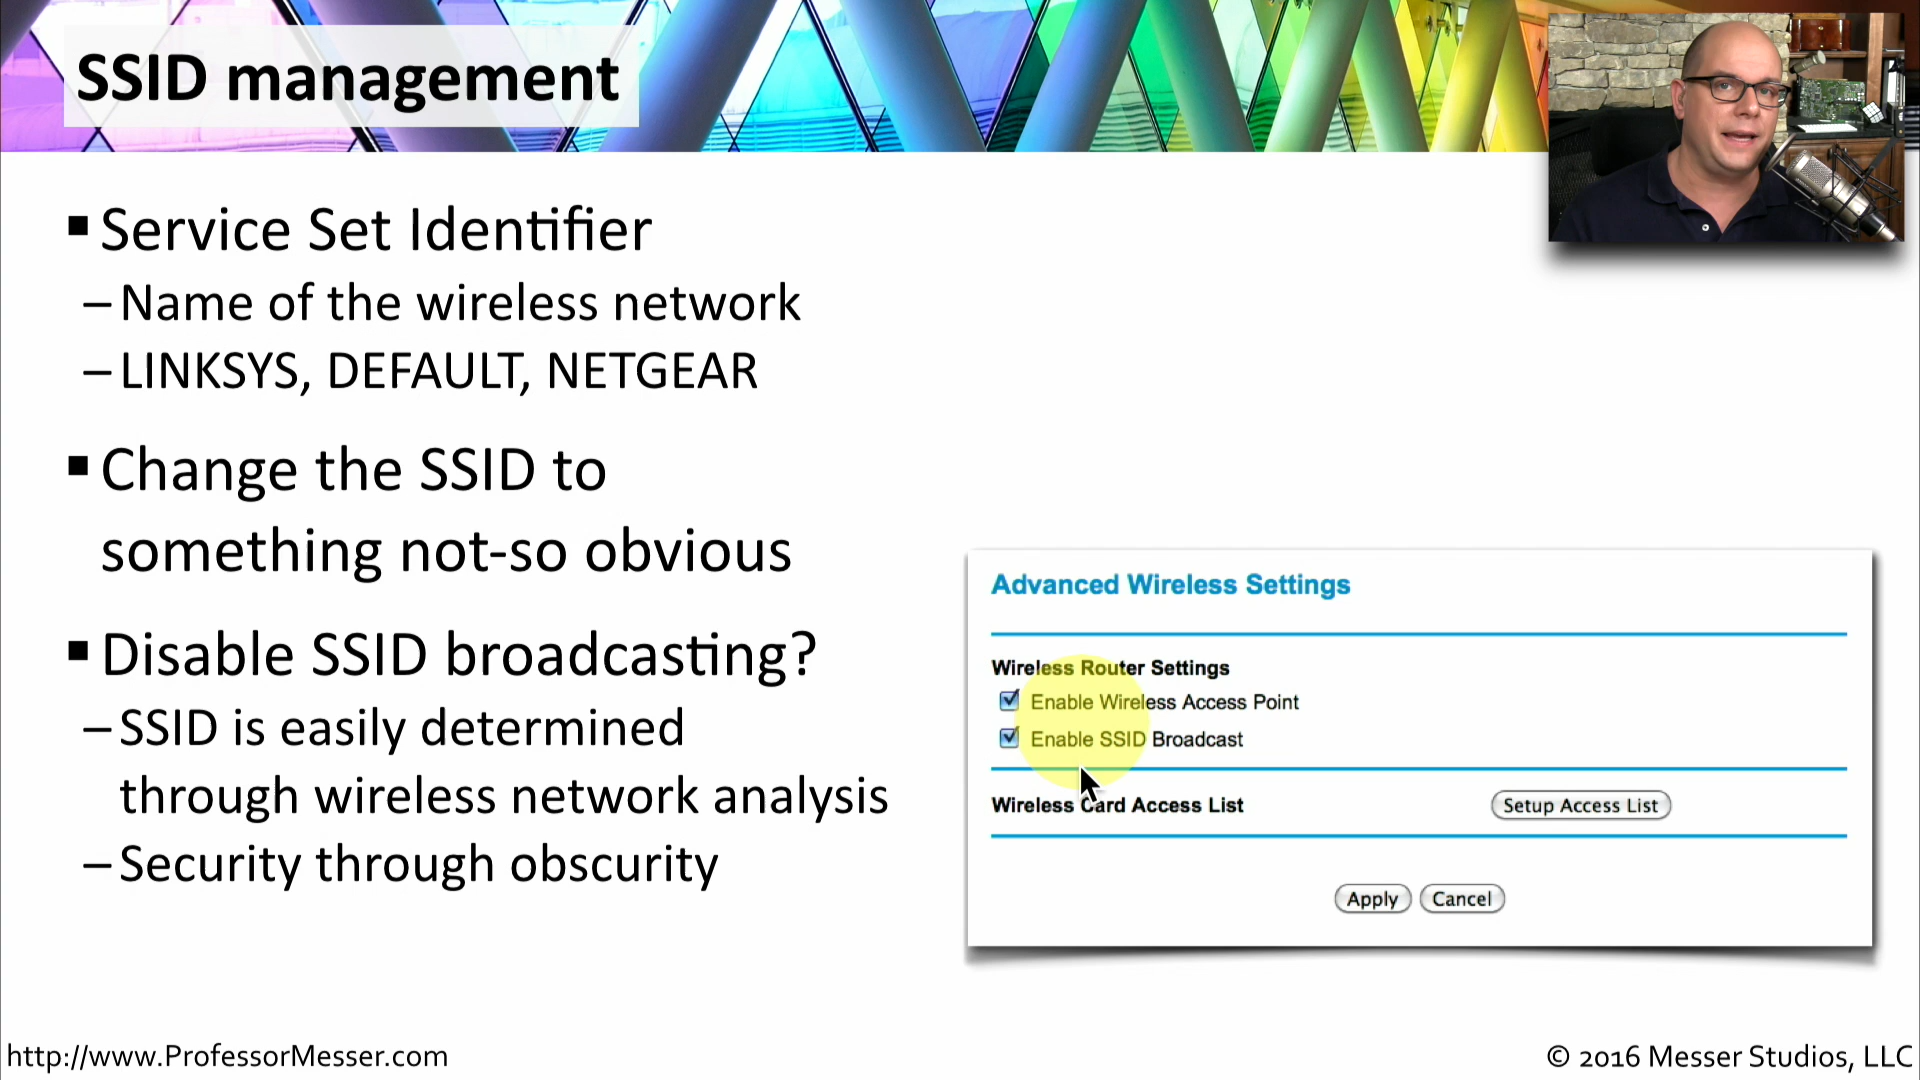 SSID management
▪ Service Set Identifier
– Name of the wireless network
– LINKSYS, DEFAULT, NETGEAR
▪ Change the SSID to
something not-so obvious
▪ Disable SSID broadcasting?
– SSID is easily determined
through wireless network analysis
– Security through obscurity
Advanced Wireless Settings
Wireless Router Settings
Enable Wireless Access Point
Enable SSID Broadcast
Wireless Card Access List
Setup Access List
Apply Cancel
http://www.ProfessorMesser.com
© 2016 Messer Studios, LLC